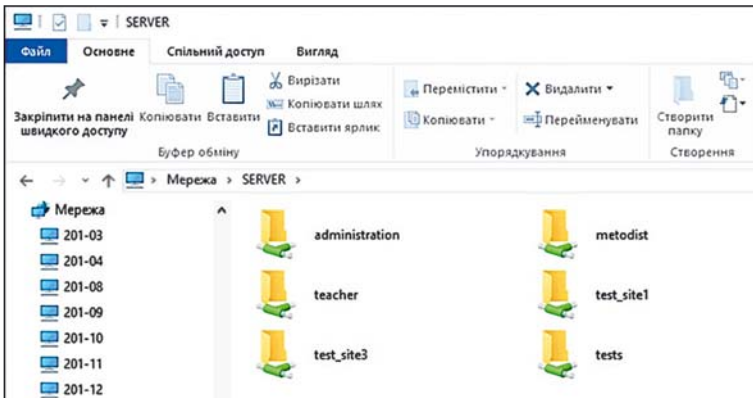 SERVER
Файл Основне Спільний доступ Вигляд
Закріпити на панелі швидкого доступу
Копіювати
Вставити
Вирізати
Копіювати шлях
Вставити ярлик
Буфер обміну
Перемістити
Копіювати
Видалити
Перейменувати
Упорядкування
Створити папку
Створення
Мережа > SERVER >
Мережа
201-03
201-04
201-08
201-09
201-10
201-11
201-12
administration
metodist
teacher
test_site1
test_site3
tests